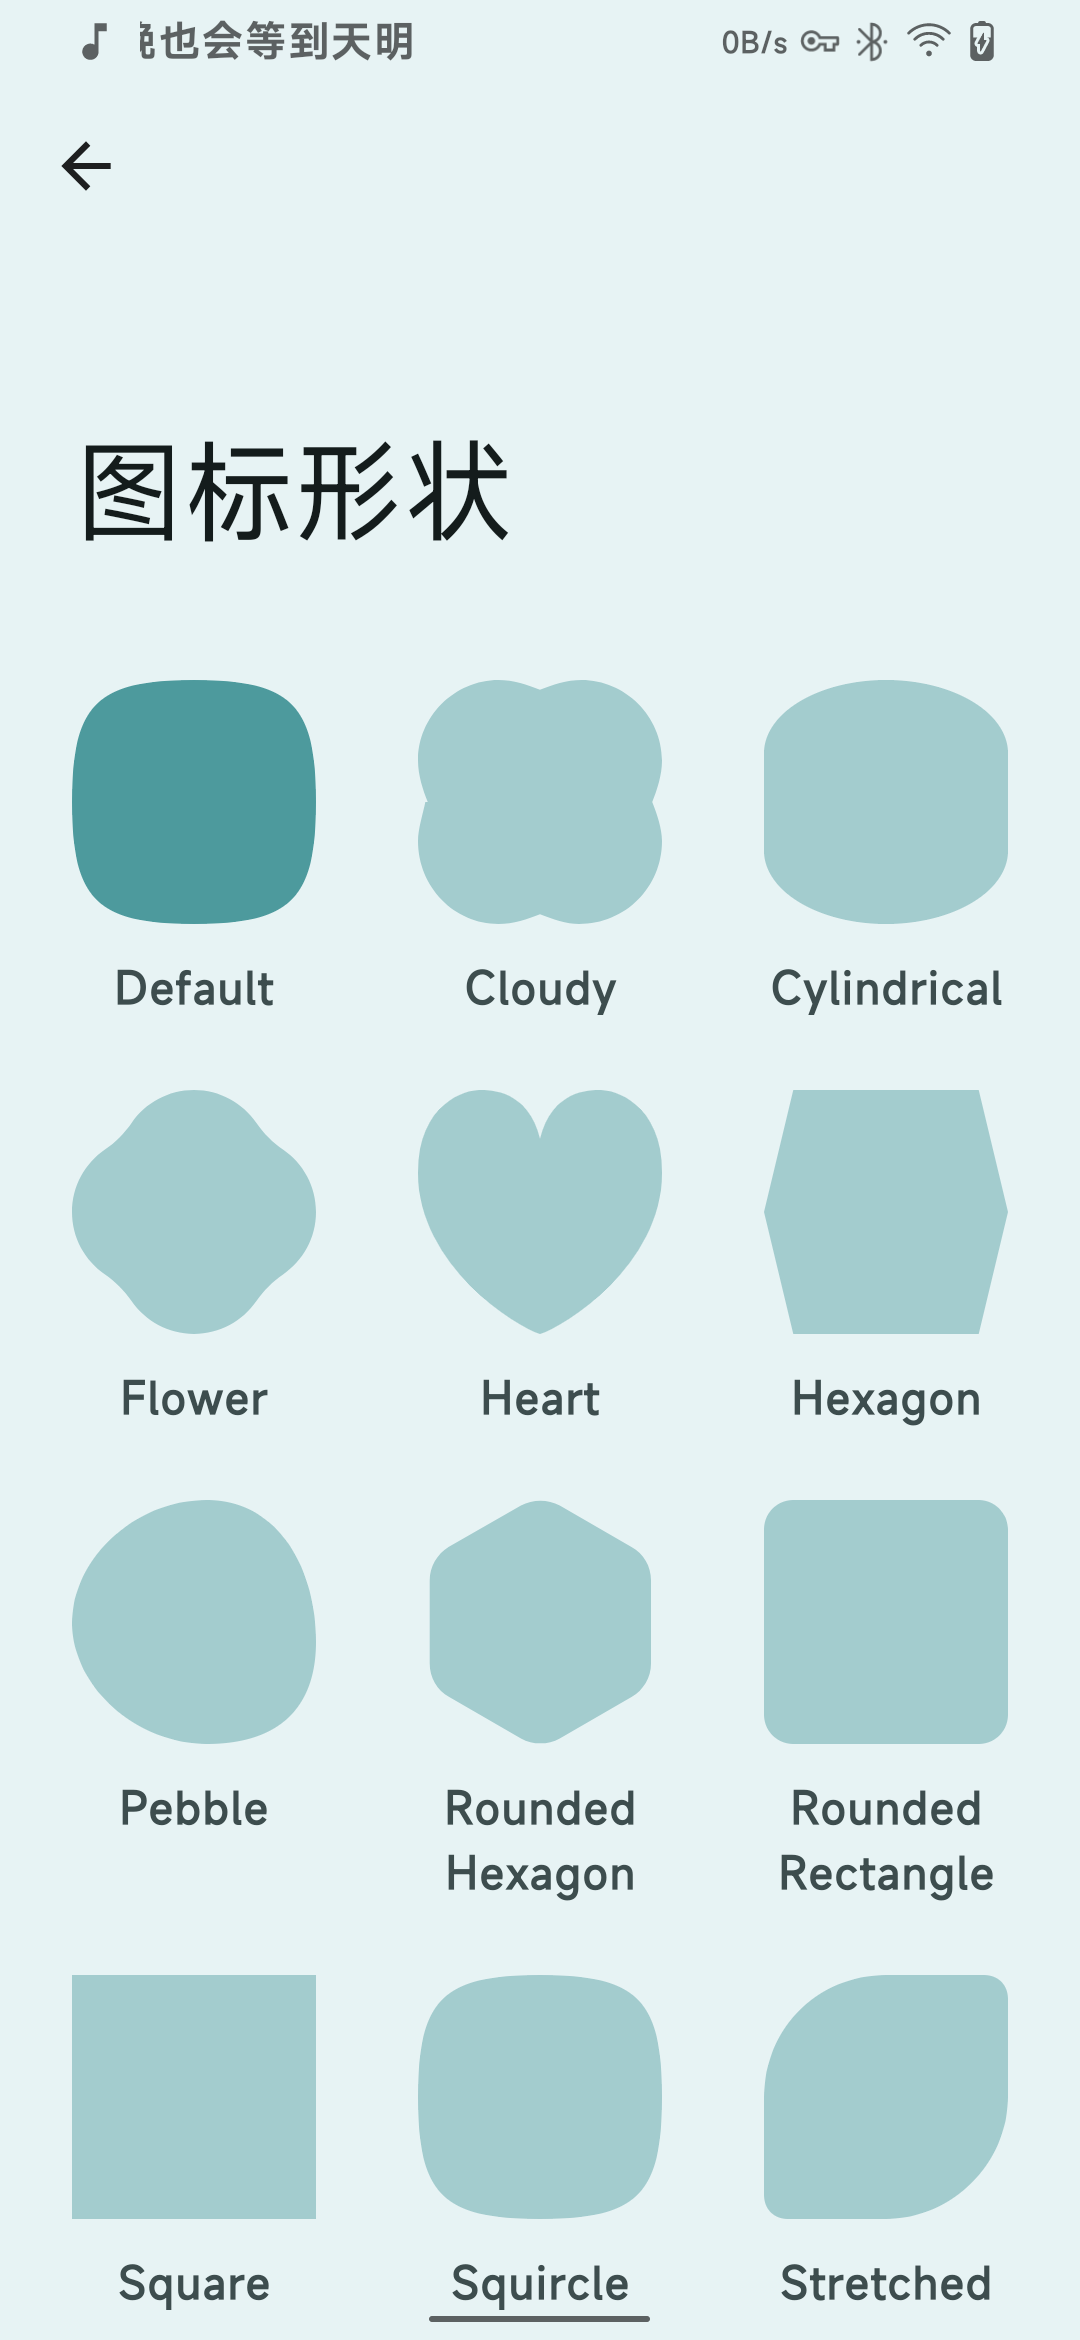 也会等到天明
0B/s
图标形状
Default
Cloudy
Cylindrical
Flower
Heart
Hexagon
Pebble
Rounded
Hexagon
Rounded
Rectangle
Square
Squircle
Stretched